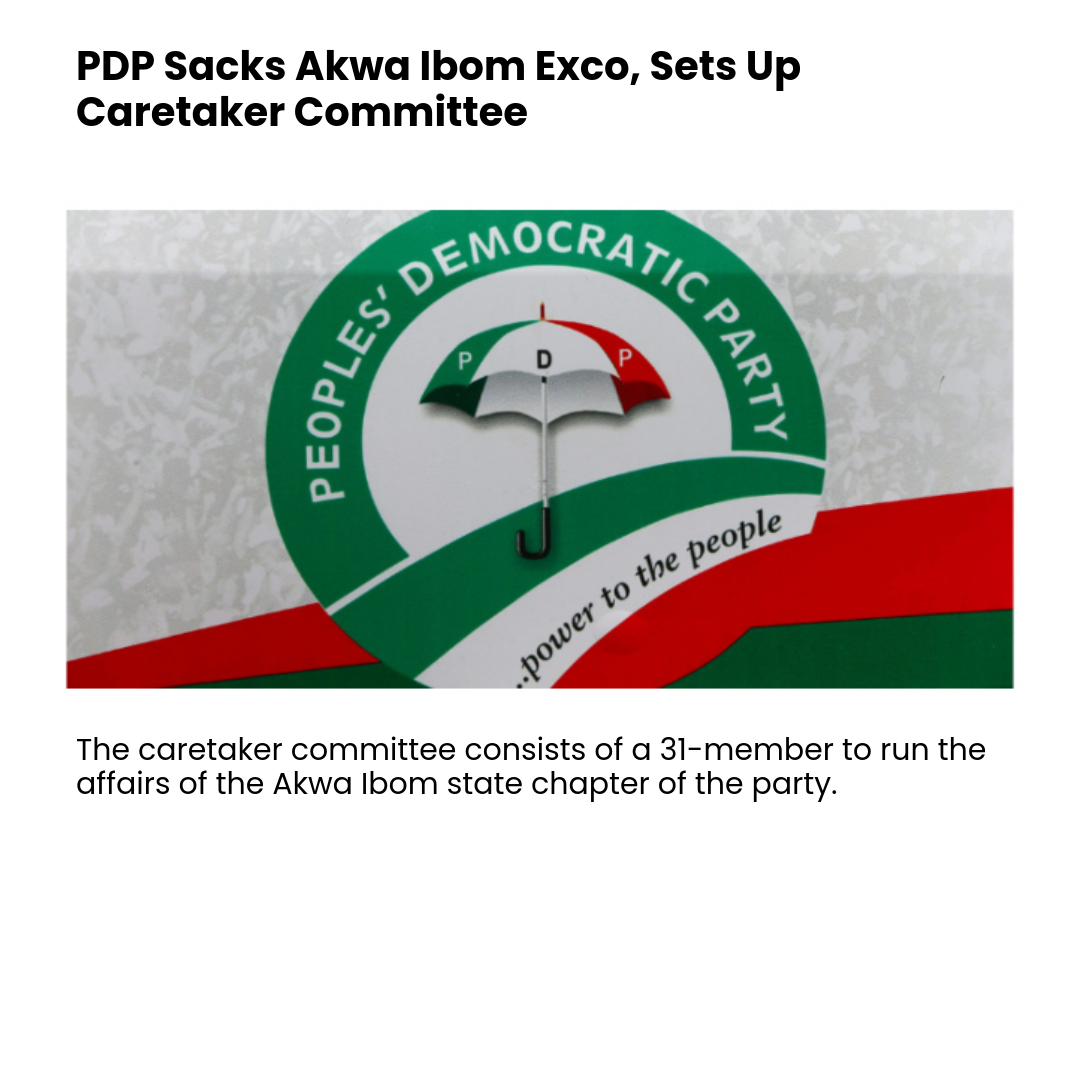 PDP Sacks Akwa Ibom Exco, Sets Up
Caretaker Committee
PEOPLES' DEMOCRATIC PARTY
P D P
...power to the people
The caretaker committee consists of a 31-member to run the
affairs of the Akwa Ibom state chapter of the party.